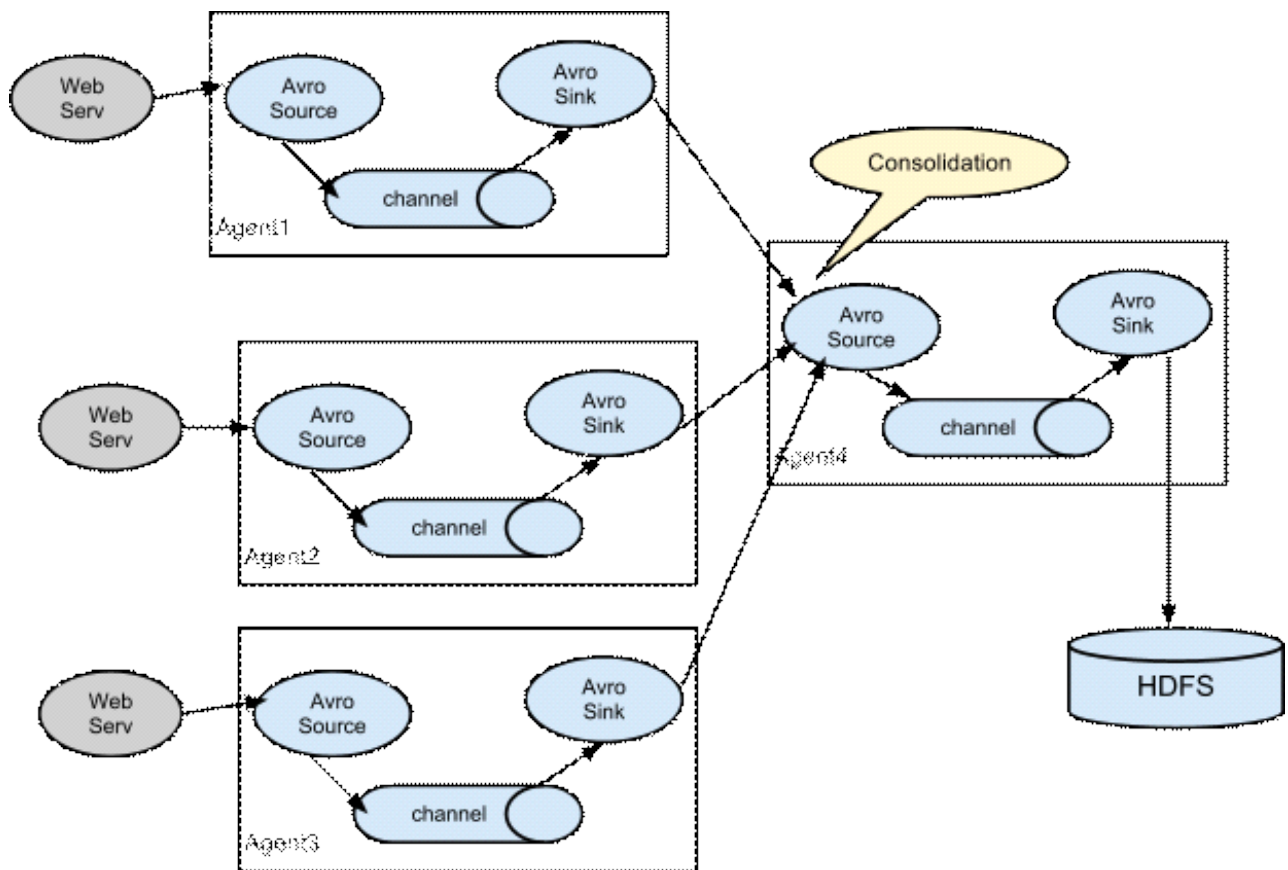 Web
Serv
Avro
Source
Avro
Sink
channel
Agent1
Consolidation
Web
Serv
Avro
Source
Avro
Sink
channel
Agent2
Avro
Source
Avro
Sink
channel
Agent4
Web
Serv
Avro
Source
Avro
Sink
channel
Agent3
HDFS